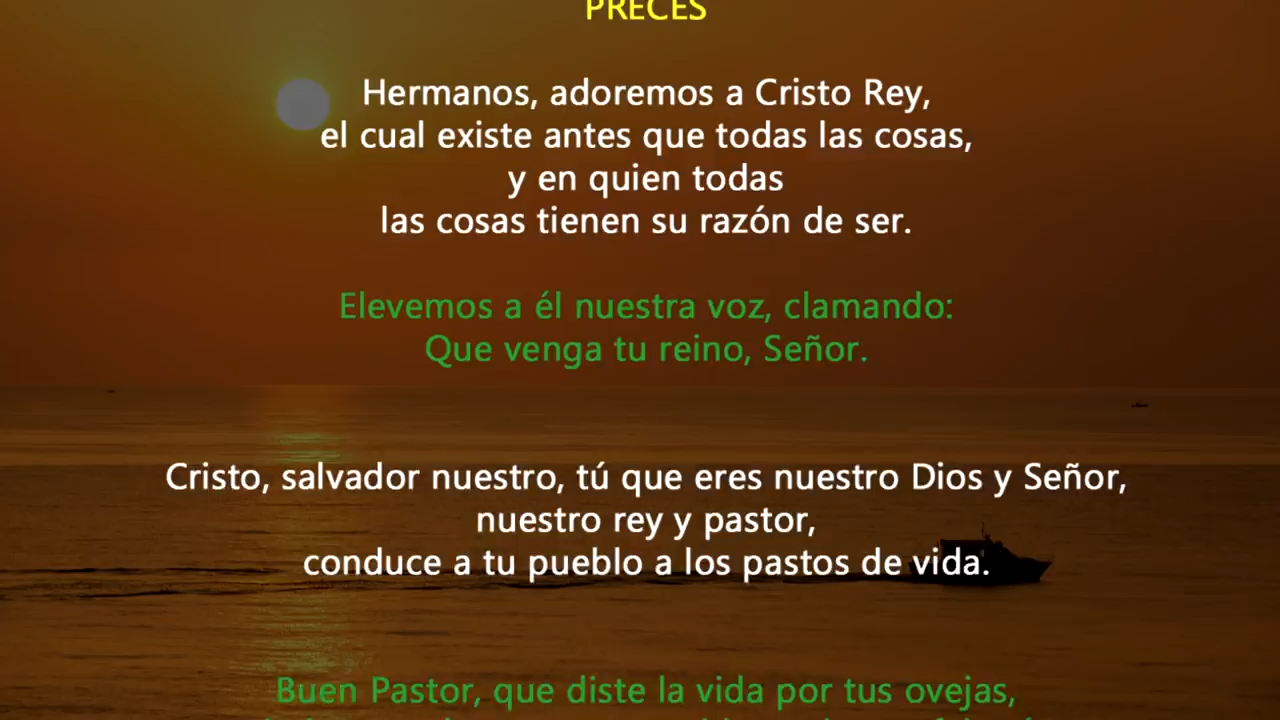 PRECES
Hermanos, adoremos a Cristo Rey,
el cual existe antes que todas las cosas,
y en quien todas
las cosas tienen su razón de ser.
Elevemos a él nuestra voz, clamando:
Que venga tu reino, Señor.
Cristo, salvador nuestro, tú que eres nuestro Dios y Señor,
nuestro rey y pastor,
conduce a tu pueblo a los pastos de vida.
Buen Pastor, que diste la vida por tus ovejas,